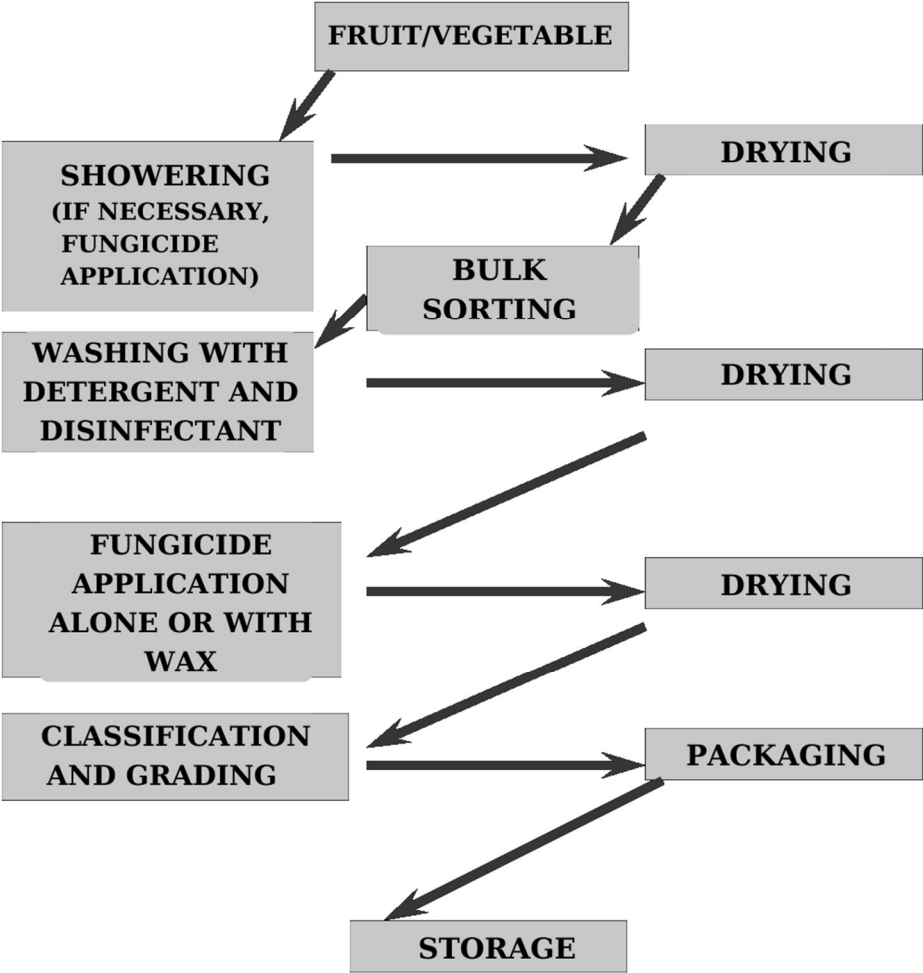 FRUIT/VEGETABLE
SHOWERING
(IF NECESSARY,
FUNGICIDE
APPLICATION)
DRYING
BULK
SORTING
WASHING WITH
DETERGENT AND
DISINFECTANT
DRYING
FUNGICIDE
APPLICATION
ALONE OR WITH
WAX
DRYING
CLASSIFICATION
AND GRADING
PACKAGING
STORAGE